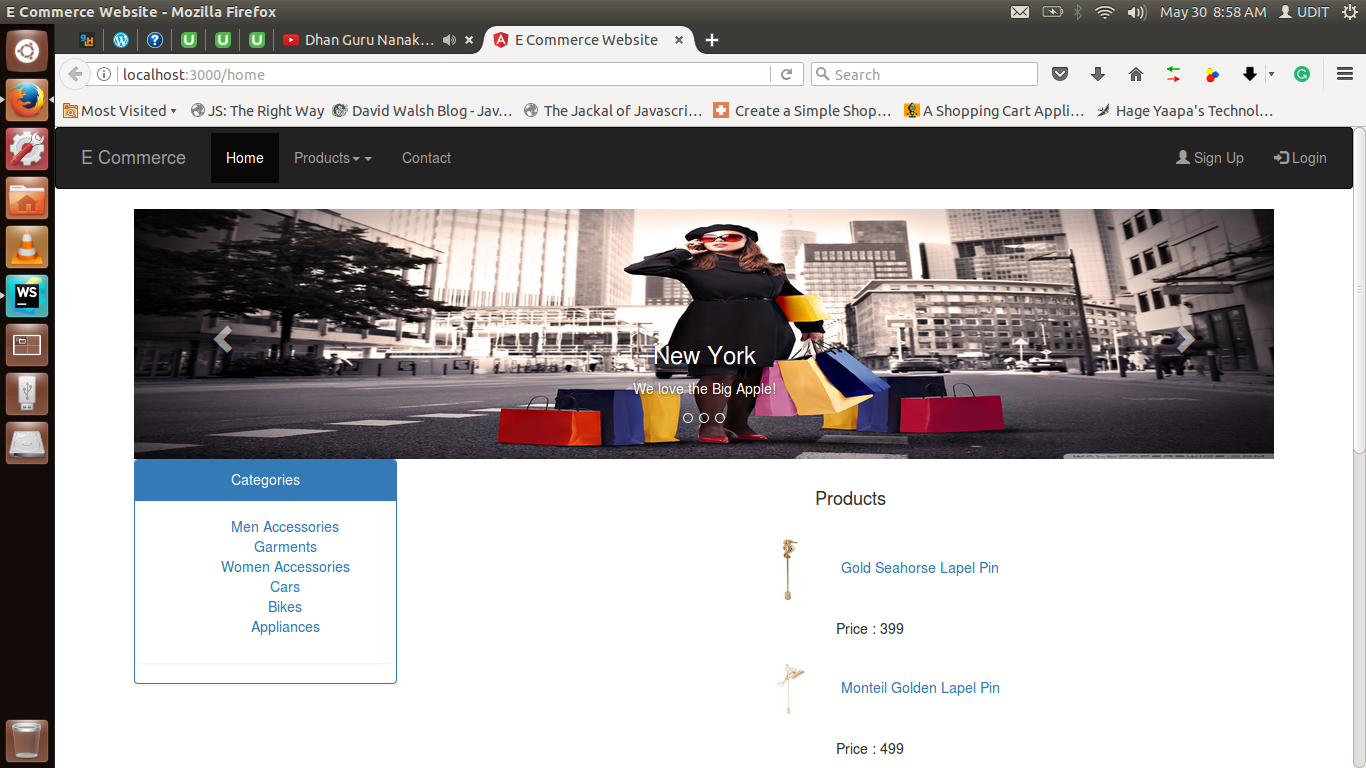 E Commerce Website - Mozilla Firefox
May 30 8:58 AM UDIT
Dhan Guru Nanak...
E Commerce Website
localhost:3000/home
Search
Most Visited
JS: The Right Way
David Walsh Blog - Jav...
The Jackal of Javascri...
Create a Simple Shop...
A Shopping Cart Appli...
Hage Yaapa's Technol...
E Commerce
Home
Products
Contact
Sign Up
Login
WS
New York
We love the Big Apple!
Categories
Men Accessories
Garments
Women Accessories
Cars
Bikes
Appliances
Products
Gold Seahorse Lapel Pin
Price : 399
Monteil Golden Lapel Pin
Price : 499